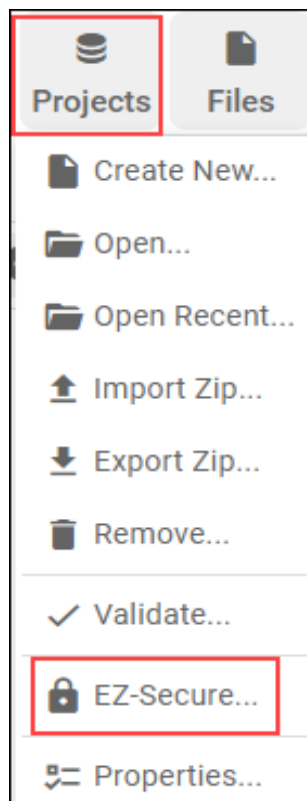 Projects Files
Create New...
Open...
Open Recent...
Import Zip...
Export Zip...
Remove...
Validate...
EZ-Secure...
Properties...